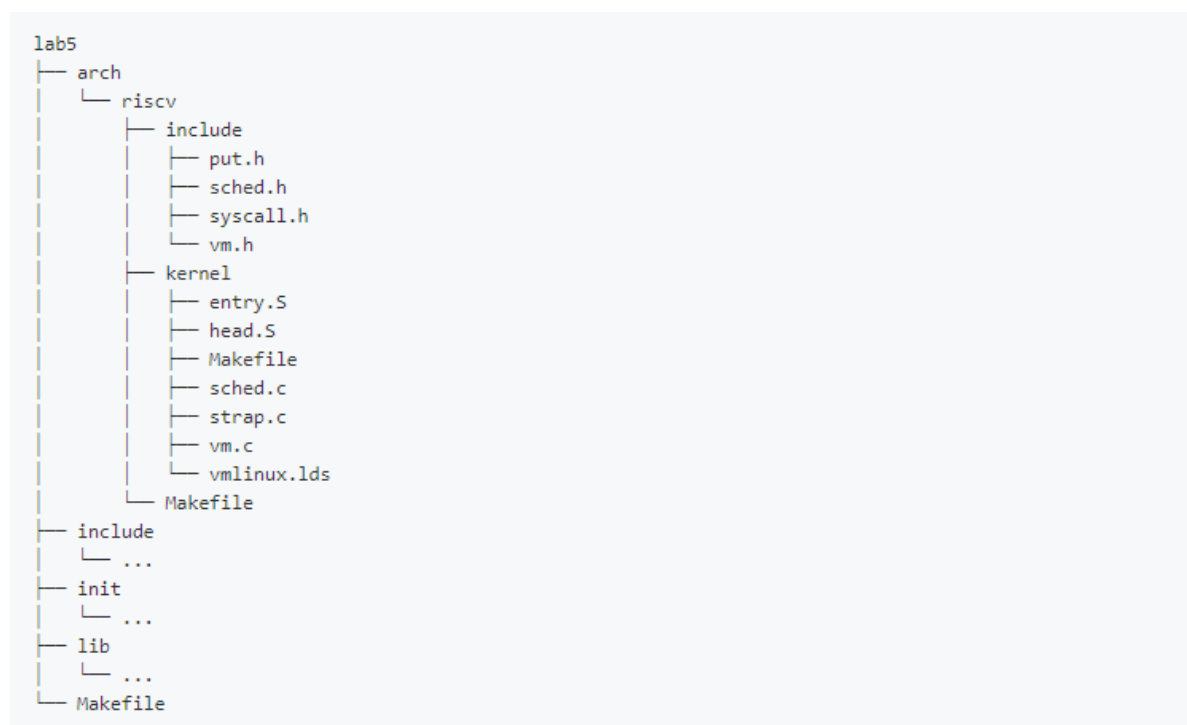 lab5
├── arch
│   └── riscv
│       ├── include
│       │   ├── put.h
│       │   ├── sched.h
│       │   ├── syscall.h
│       │   └── vm.h
│       ├── kernel
│       │   ├── entry.S
│       │   ├── head.S
│       │   ├── Makefile
│       │   ├── sched.c
│       │   ├── strap.c
│       │   ├── vm.c
│       │   └── vmlinux.lds
│       └── Makefile
├── include
│   └── ...
├── init
│   └── ...
├── lib
│   └── ...
└── Makefile